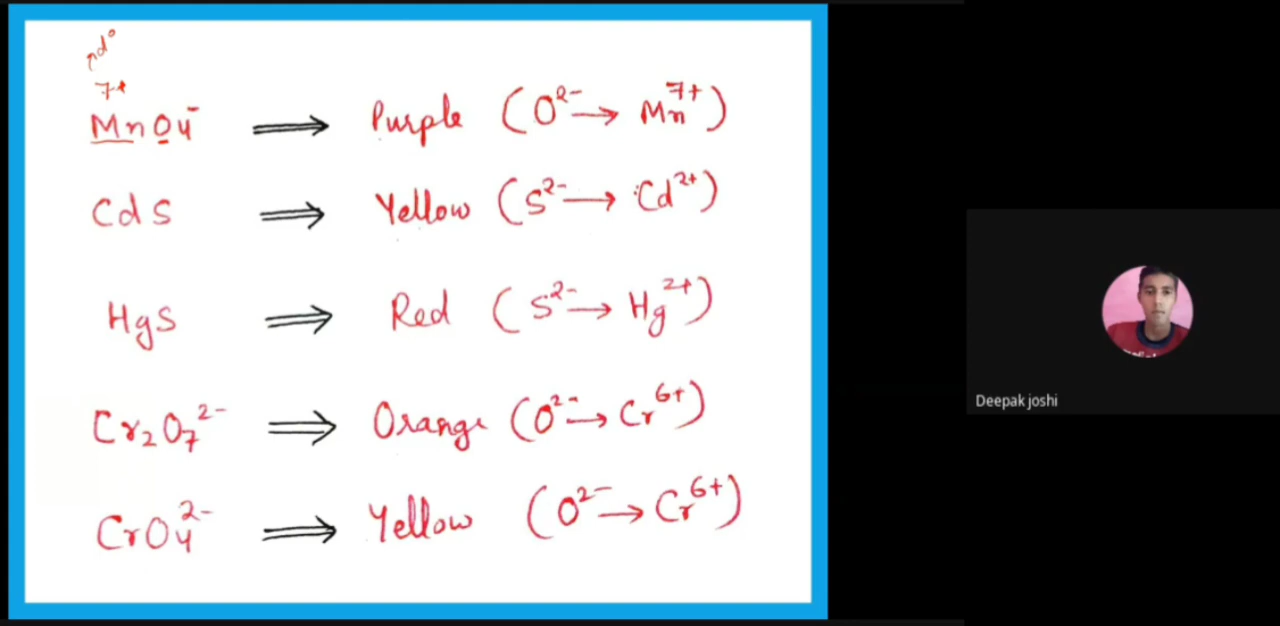 d⁰
7+
MnO4⁻ ⟹ Purple (O²⁻ → Mn⁷⁺)
CdS ⟹ Yellow (S²⁻ → Cd²⁺)
HgS ⟹ Red (S²⁻ → Hg²⁺)
Cr₂O₇²⁻ ⟹ Orange (O²⁻ → Cr⁶⁺)
CrO₄²⁻ ⟹ Yellow (O²⁻ → Cr⁶⁺)
Deepak joshi